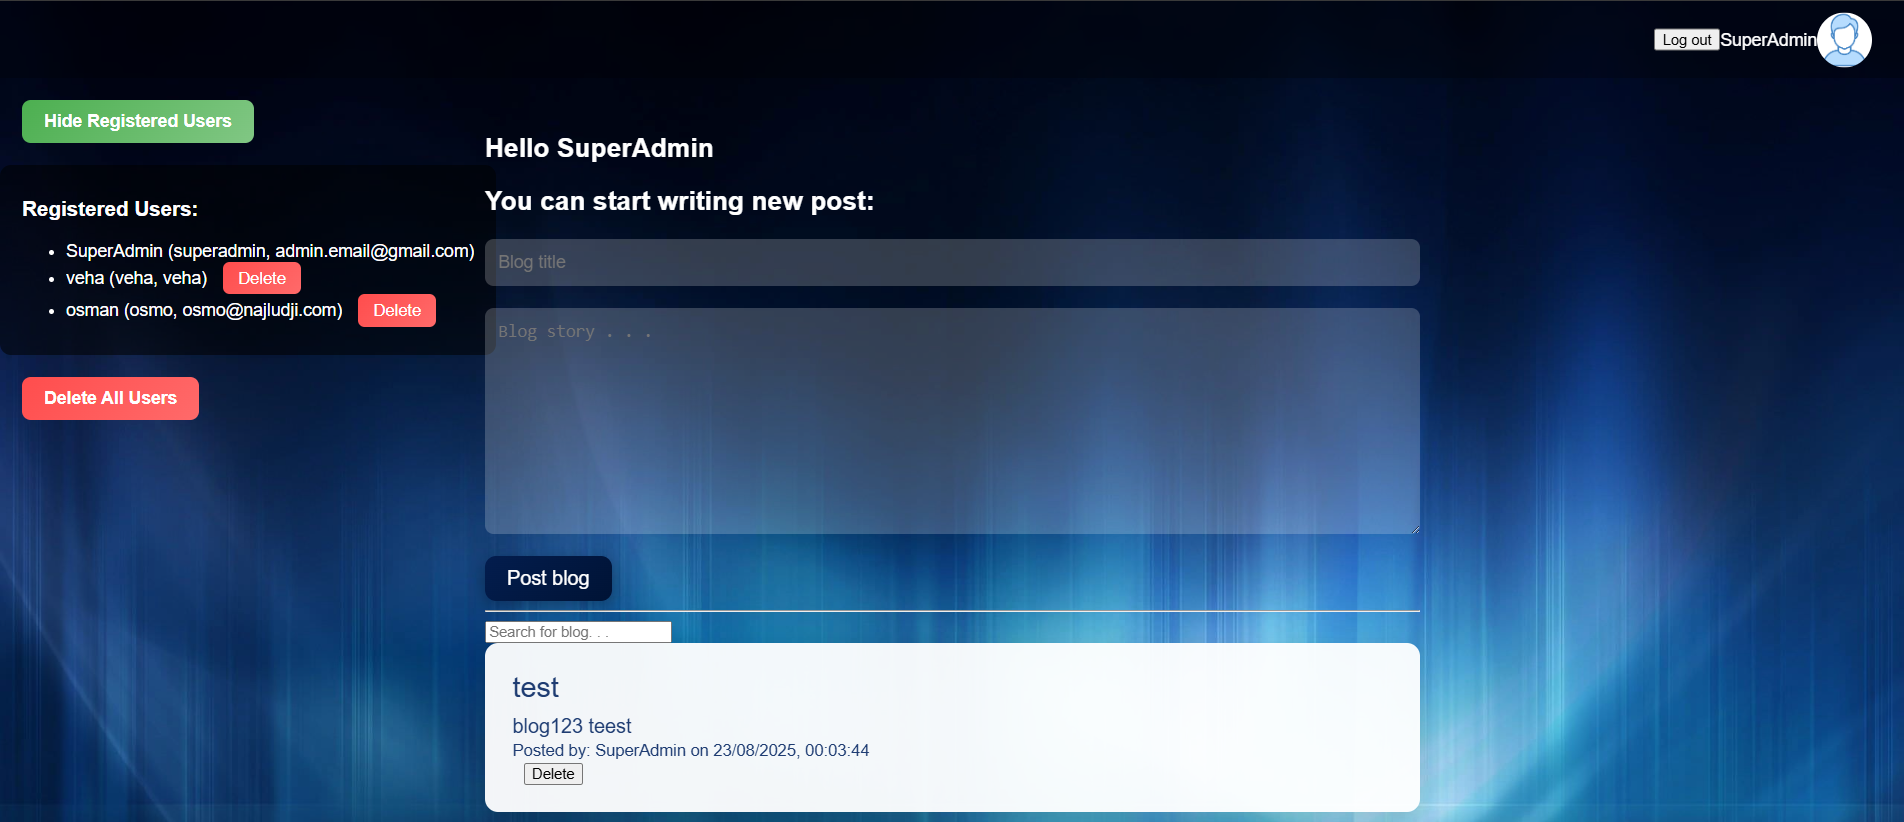 Log out SuperAdmin
Hide Registered Users
Registered Users:
SuperAdmin (superadmin, admin.email@gmail.com)
veha (veha, veha) Delete
osman (osmo, osmo@najludji.com) Delete
Delete All Users
Hello SuperAdmin
You can start writing new post:
Blog title
Blog story . . .
Post blog
Search for blog. . .
test
blog123 teest
Posted by: SuperAdmin on 23/08/2025, 00:03:44
Delete